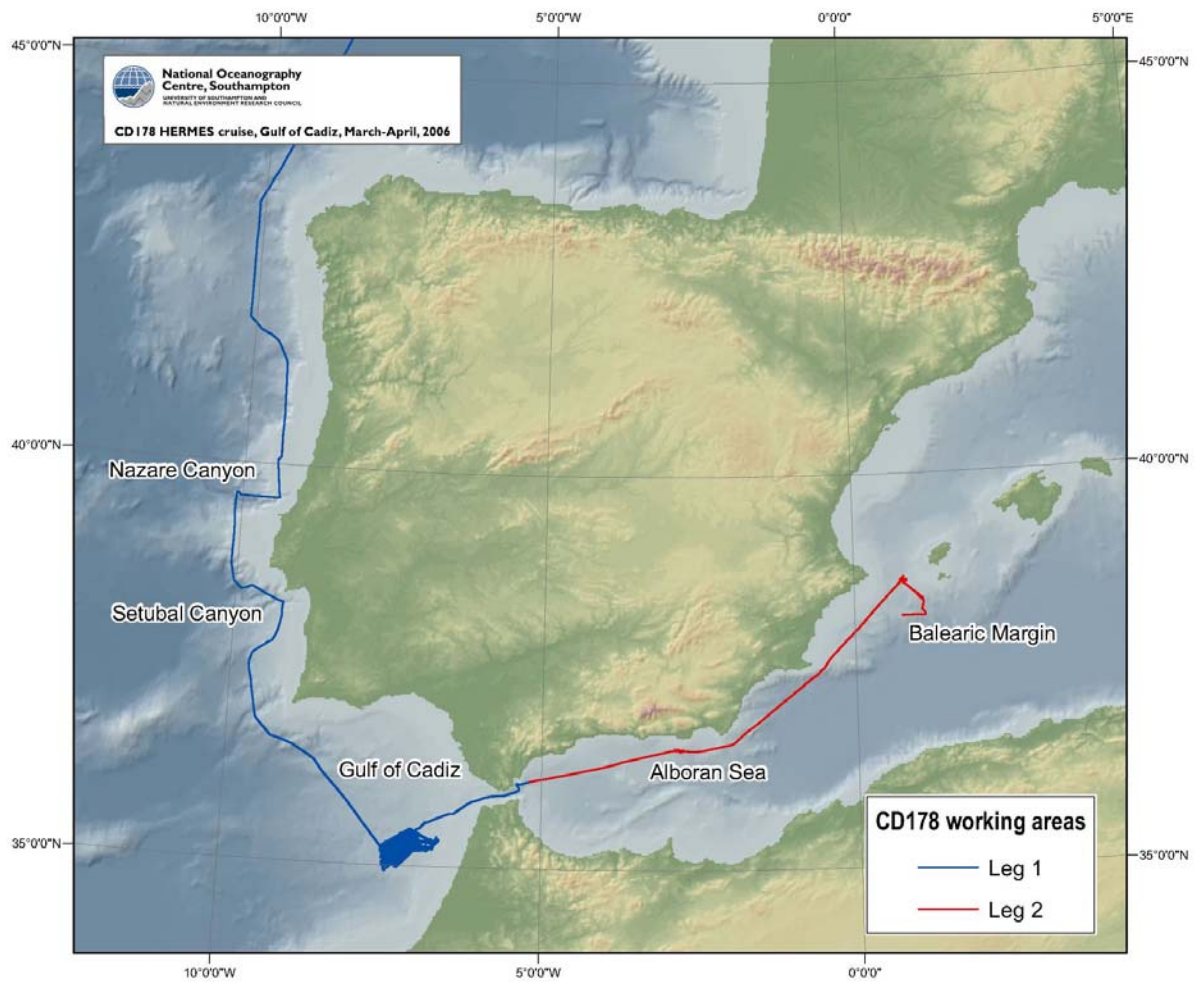 10°0'0"W
5°0'0"W
0°0'0"
5°0'0"E
45°0'0"N
45°0'0"N
National Oceanography
Centre, Southampton
UNIVERSITY OF SOUTHAMPTON AND
NATURAL ENVIRONMENT RESEARCH COUNCIL
CD178 HERMES cruise, Gulf of Cadiz, March-April, 2006
40°0'0"N
40°0'0"N
Nazare Canyon
Setubal Canyon
Balearic Margin
Gulf of Cadiz
Alboran Sea
35°0'0"N
35°0'0"N
CD178 working areas
Leg 1
Leg 2
10°0'0"W
5°0'0"W
0°0'0"